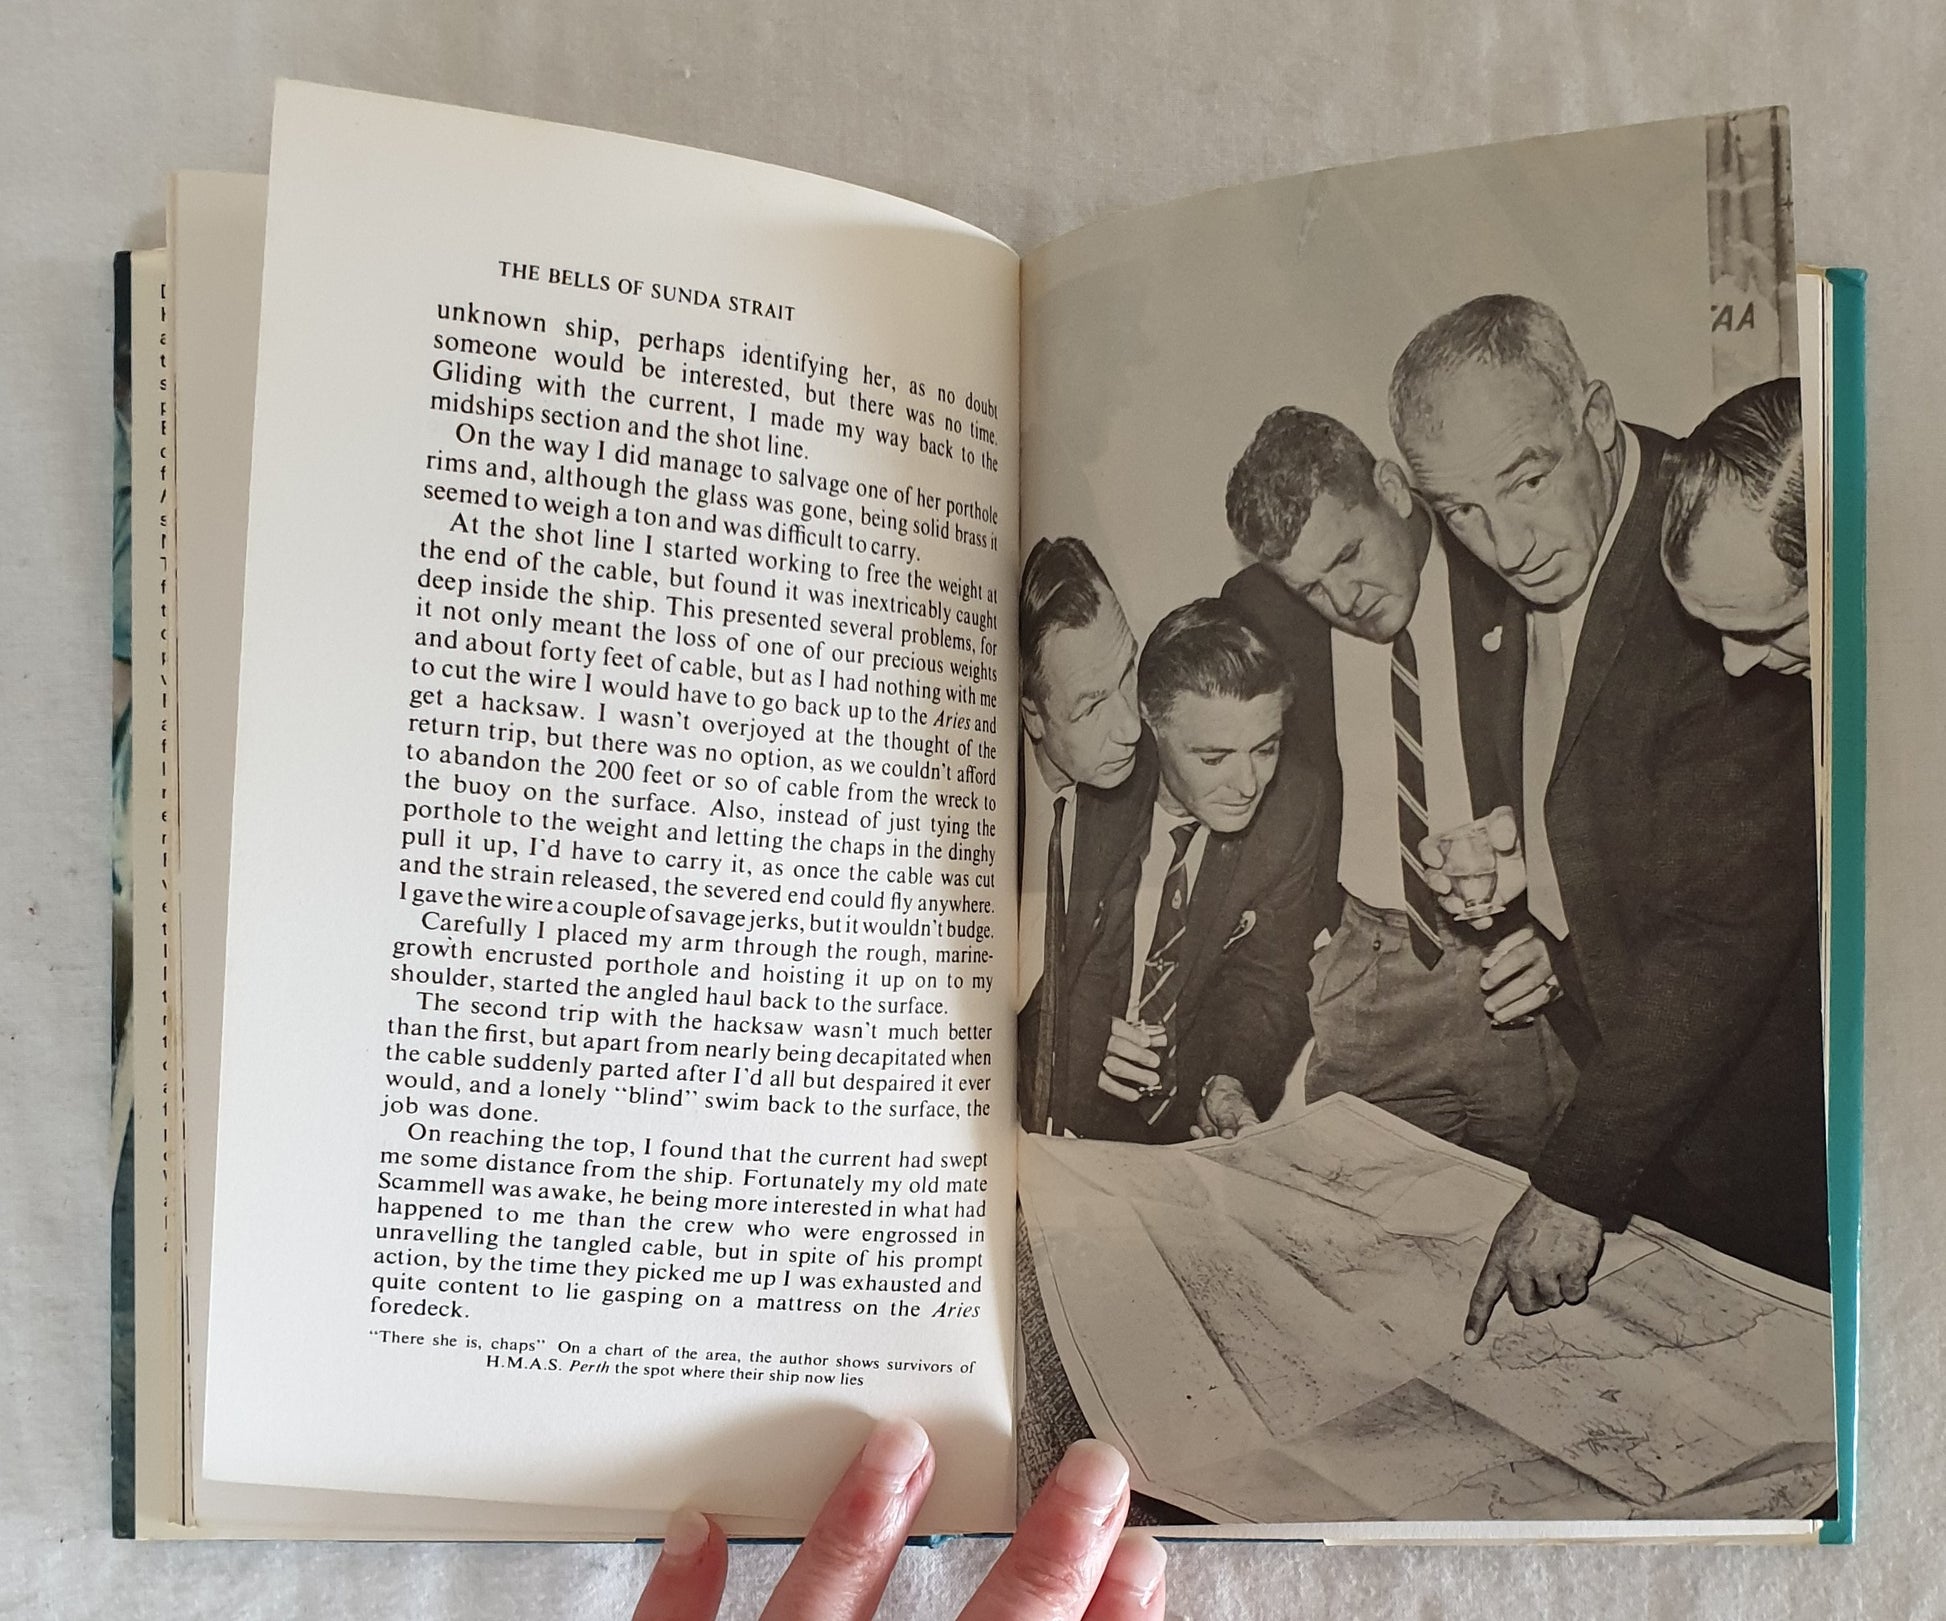 THE BELLS OF SUNDA STRAIT
unknown ship, perhaps identifying her, as no doubt
someone would be interested, but there was no time.
Gliding with the current, I made my way back to the
midships section and the shot line.
On the way I did manage to salvage one of her porthole
rims and, although the glass was gone, being solid brass it
seemed to weigh a ton and was difficult to carry.
At the shot line I started working to free the weight at
the end of the cable, but found it was inextricably caught
deep inside the ship. This presented several problems, for
it not only meant the loss of one of our precious weights
and about forty feet of cable, but as I had nothing with me
to cut the wire I would have to go back up to the Aries and
get a hacksaw. I wasn't overjoyed at the thought of the
return trip, but there was no option, as we couldn't afford
to abandon the 200 feet or so of cable from the wreck to
the buoy on the surface. Also, instead of just tying the
porthole to the weight and letting the chaps in the dinghy
pull it up, I'd have to carry it, as once the cable was cut
and the strain released, the severed end could fly anywhere.
I gave the wire a couple of savage jerks, but it wouldn't budge.
Carefully I placed my arm through the rough, marine-
growth encrusted porthole and hoisting it up on to my
shoulder, started the angled haul back to the surface.
The second trip with the hacksaw wasn't much better
than the first, but apart from nearly being decapitated when
the cable suddenly parted after I'd all but despaired it ever
would, and a lonely "blind" swim back to the surface, the
job was done.
On reaching the top, I found that the current had swept
me some distance from the ship. Fortunately my old mate
Scammell was awake, he being more interested in what had
happened to me than the crew who were engrossed in
unravelling the tangled cable, but in spite of his prompt
action, by the time they picked me up I was exhausted and
quite content to lie gasping on a mattress on the Aries
foredeck.
"There she is, chaps" On a chart of the area, the author shows survivors of
H.M.A.S. Perth the spot where their ship now lies
TAA